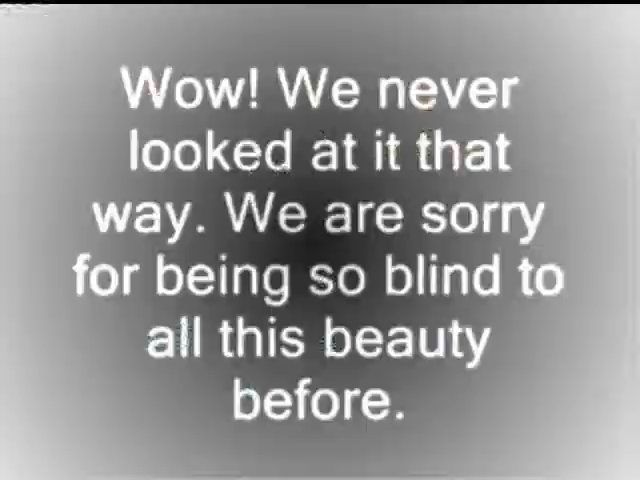 Wow! We never
looked at it that
way. We are sorry
for being so blind to
all this beauty
before.